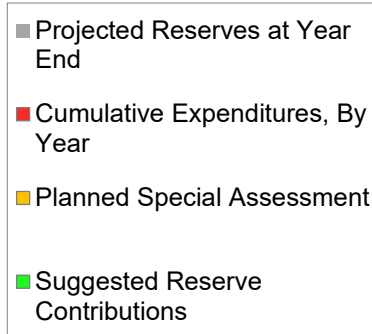 Projected Reserves at Year
End
Cumulative Expenditures, By
Year
Planned Special Assessment
Suggested Reserve
Contributions